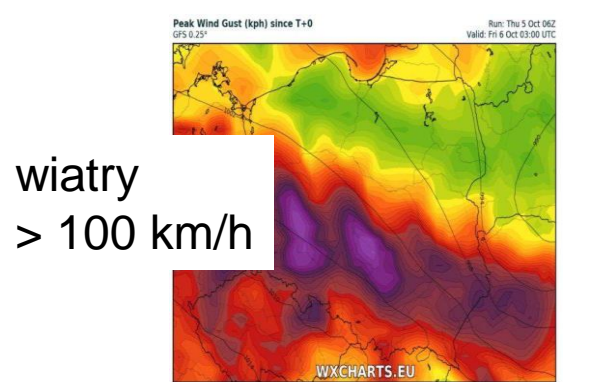 Peak Wind Gust (kph) since T+0
GFS 0.25°
Run: Thu 5 Oct 06Z
Valid: Fri 6 Oct 03:00 UTC
wiatry
> 100 km/h
WXCHARTS.EU